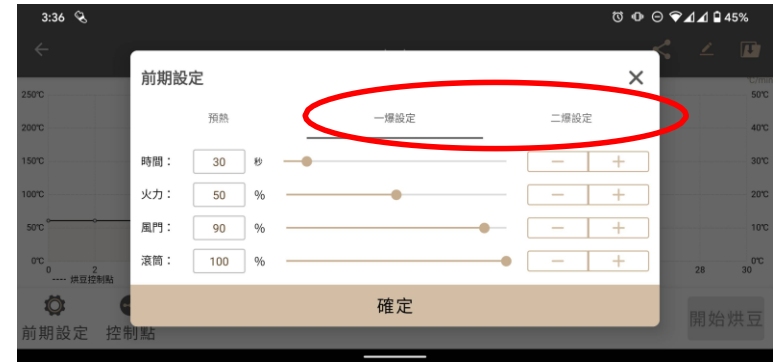 3:36 45%
前期設定 ×
預熱 一爆設定 二爆設定
時間： 30 秒 — +
火力： 50 % — +
風門： 90 % — +
滾筒： 100 % — +
確定
250℃ 50℃
200℃ 40℃
150℃ 30℃
100℃ 20℃
50℃ 10℃
0℃ 0℃
0 2 28 30
---- 烘豆控制點
前期設定 控制點 開始烘豆